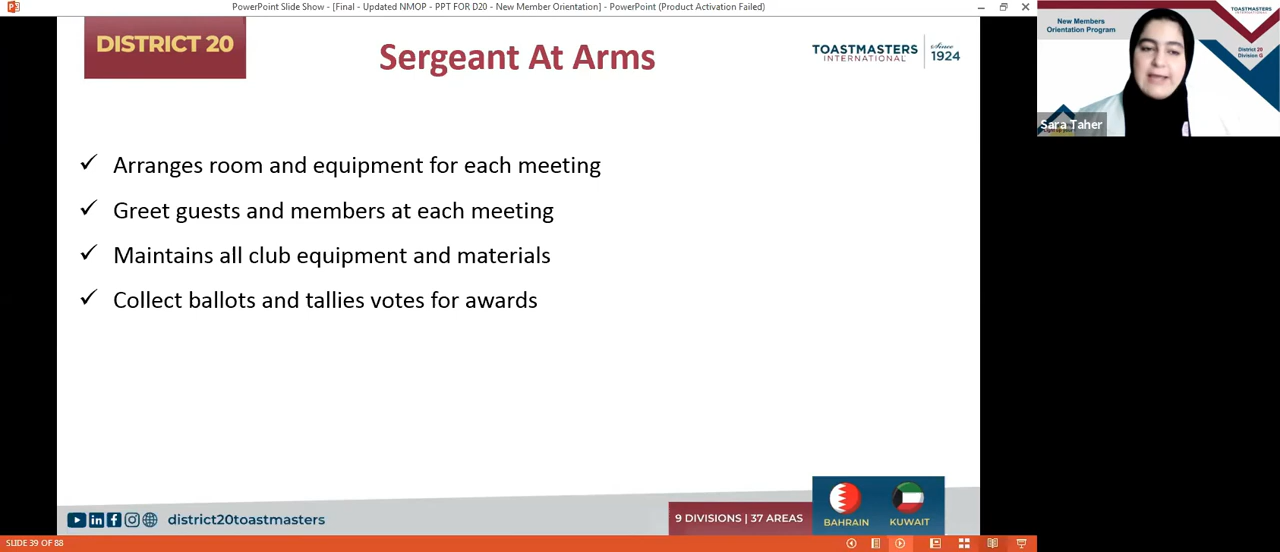 PowerPoint Slide Show - [Final - Updated NMOP - PPT FOR D20 - New Member Orientation] - PowerPoint (Product Activation Failed)
DISTRICT 20
Sergeant At Arms
TOASTMASTERS
INTERNATIONAL
Since
1924
New Members
Orientation Program
TOASTMASTERS
INTERNATIONAL
District 20
Division G
Sara Taher
✓ Arranges room and equipment for each meeting
✓ Greet guests and members at each meeting
✓ Maintains all club equipment and materials
✓ Collect ballots and tallies votes for awards
district20toastmasters
9 DIVISIONS | 37 AREAS
BAHRAIN
KUWAIT
SLIDE 39 OF 88